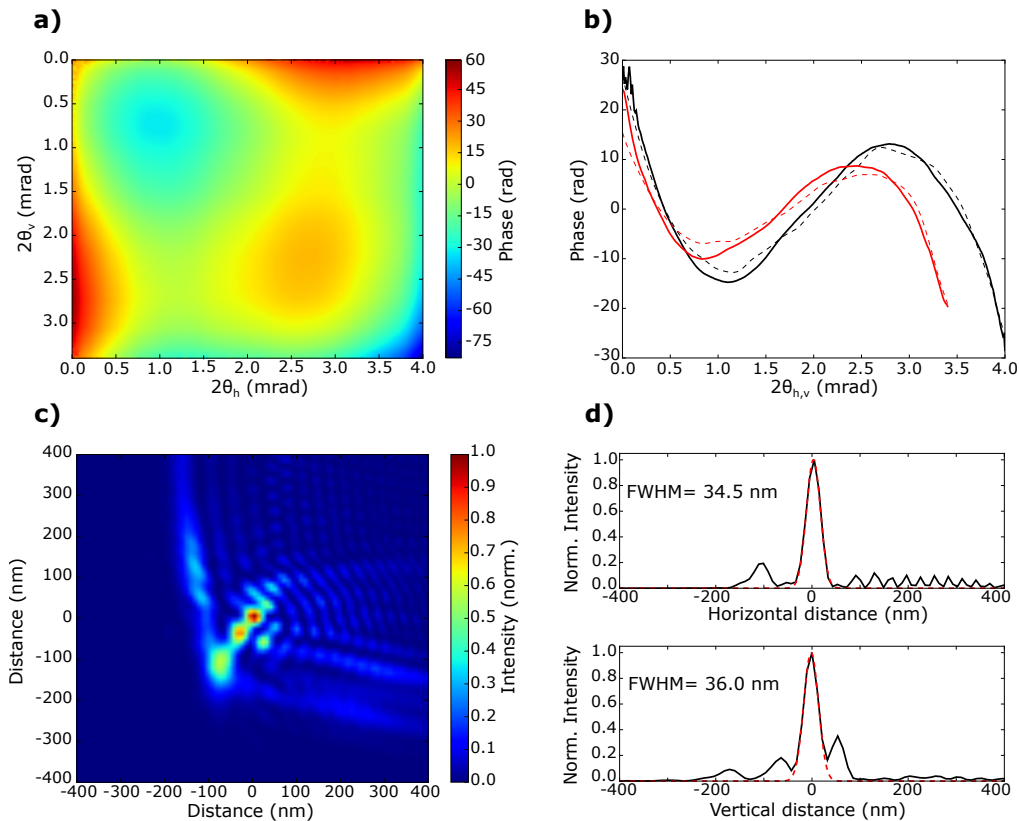 a)
0.0
0.5
1.0
1.5
2.0
2.5
3.0
2θv (mrad)
0.0 0.5 1.0 1.5 2.0 2.5 3.0 3.5 4.0
2θh (mrad)
60
45
30
15
0
-15
-30
-45
-60
-75
Phase (rad)
b)
30
20
10
0
-10
-20
-30
Phase (rad)
0.0 0.5 1.0 1.5 2.0 2.5 3.0 3.5 4.0
2θh,v (mrad)
c)
400
300
200
100
0
-100
-200
-300
-400
Distance (nm)
-400 -300 -200 -100 0 100 200 300 400
Distance (nm)
1.0
0.9
0.8
0.7
0.6
0.5
0.4
0.3
0.2
0.1
0.0
Intensity (norm.)
d)
1.0
0.8
0.6
0.4
0.2
0.0
Norm. Intensity
FWHM= 34.5 nm
-400 -300 -200 -100 0 100 200 300 400
Horizontal distance (nm)
1.0
0.8
0.6
0.4
0.2
0.0
Norm. Intensity
FWHM= 36.0 nm
-400 -300 -200 -100 0 100 200 300 400
Vertical distance (nm)